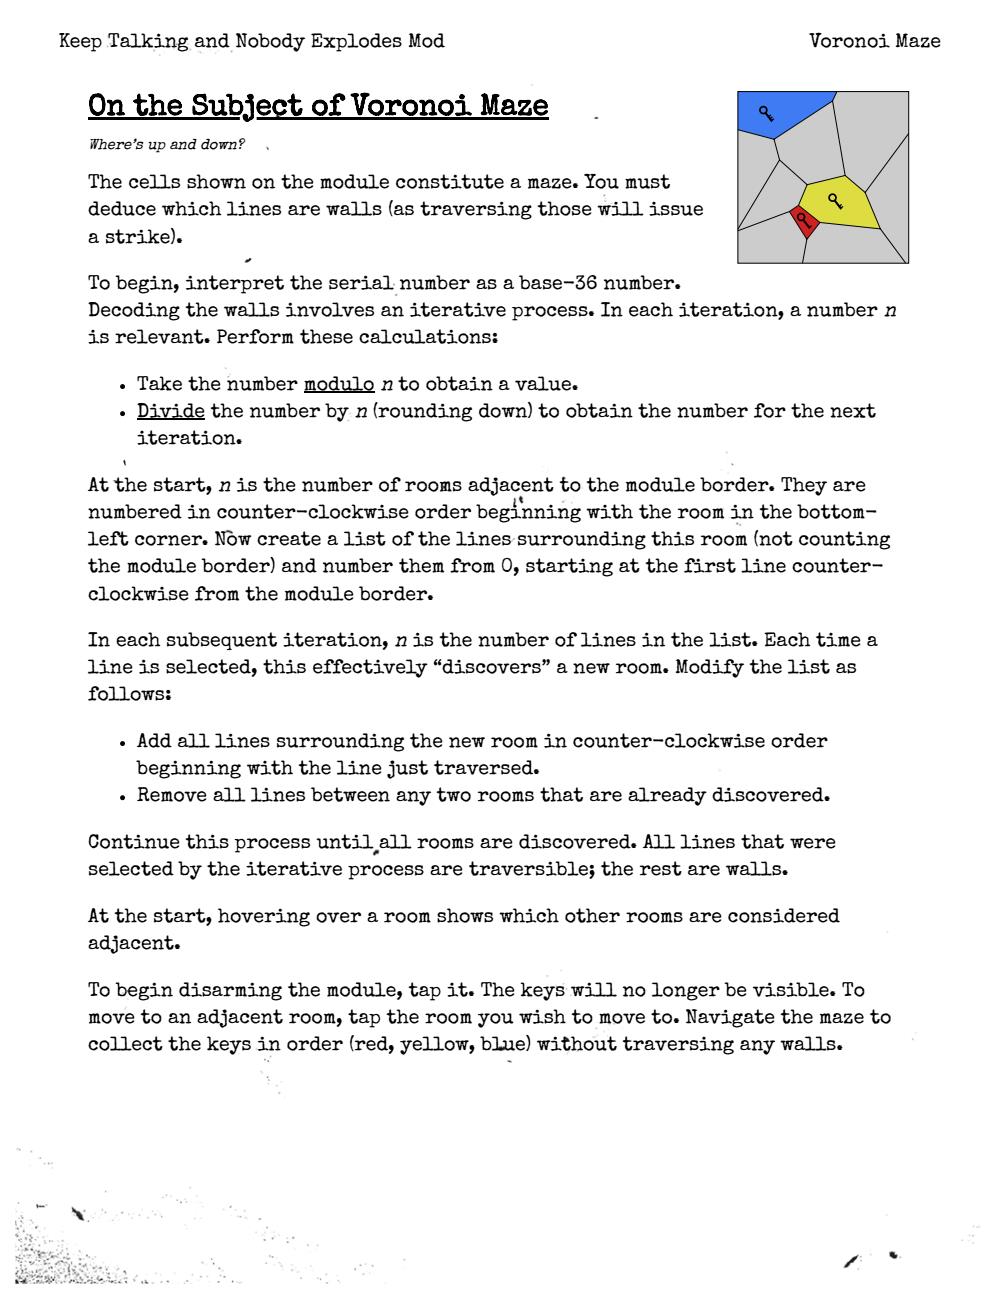 Keep Talking and Nobody Explodes Mod
Voronoi Maze
On the Subject of Voronoi Maze
Where's up and down?
The cells shown on the module constitute a maze. You must
deduce which lines are walls (as traversing those will issue
a strike).
To begin, interpret the serial number as a base-36 number.
Decoding the walls involves an iterative process. In each iteration, a number n
is relevant. Perform these calculations:
• Take the number modulo n to obtain a value.
• Divide the number by n (rounding down) to obtain the number for the next
iteration.
At the start, n is the number of rooms adjacent to the module border. They are
numbered in counter-clockwise order beginning with the room in the bottom-
left corner. Now create a list of the lines surrounding this room (not counting
the module border) and number them from 0, starting at the first line counter-
clockwise from the module border.
In each subsequent iteration, n is the number of lines in the list. Each time a
line is selected, this effectively “discovers” a new room. Modify the list as
follows:
• Add all lines surrounding the new room in counter-clockwise order
beginning with the line just traversed.
• Remove all lines between any two rooms that are already discovered.
Continue this process until all rooms are discovered. All lines that were
selected by the iterative process are traversible; the rest are walls.
At the start, hovering over a room shows which other rooms are considered
adjacent.
To begin disarming the module, tap it. The keys will no longer be visible. To
move to an adjacent room, tap the room you wish to move to. Navigate the maze to
collect the keys in order (red, yellow, blue) without traversing any walls.